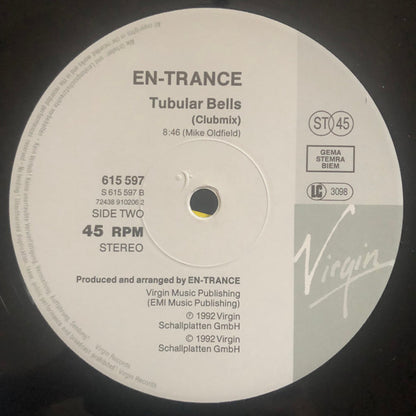 EN-TRANCE
Tubular Bells
(Clubmix)
8:46 (Mike Oldfield)
ST 45
GEMA
STEMRA
BIEM
LC 3098
615 597
S 615 597 B
72438 910206 2
SIDE TWO
45 RPM
STEREO
Virgin
Produced and arranged by EN-TRANCE
Virgin Music Publishing
(EMI Music Publishing)
℗ 1992 Virgin
Schallplatten GmbH
© 1992 Virgin
Schallplatten GmbH